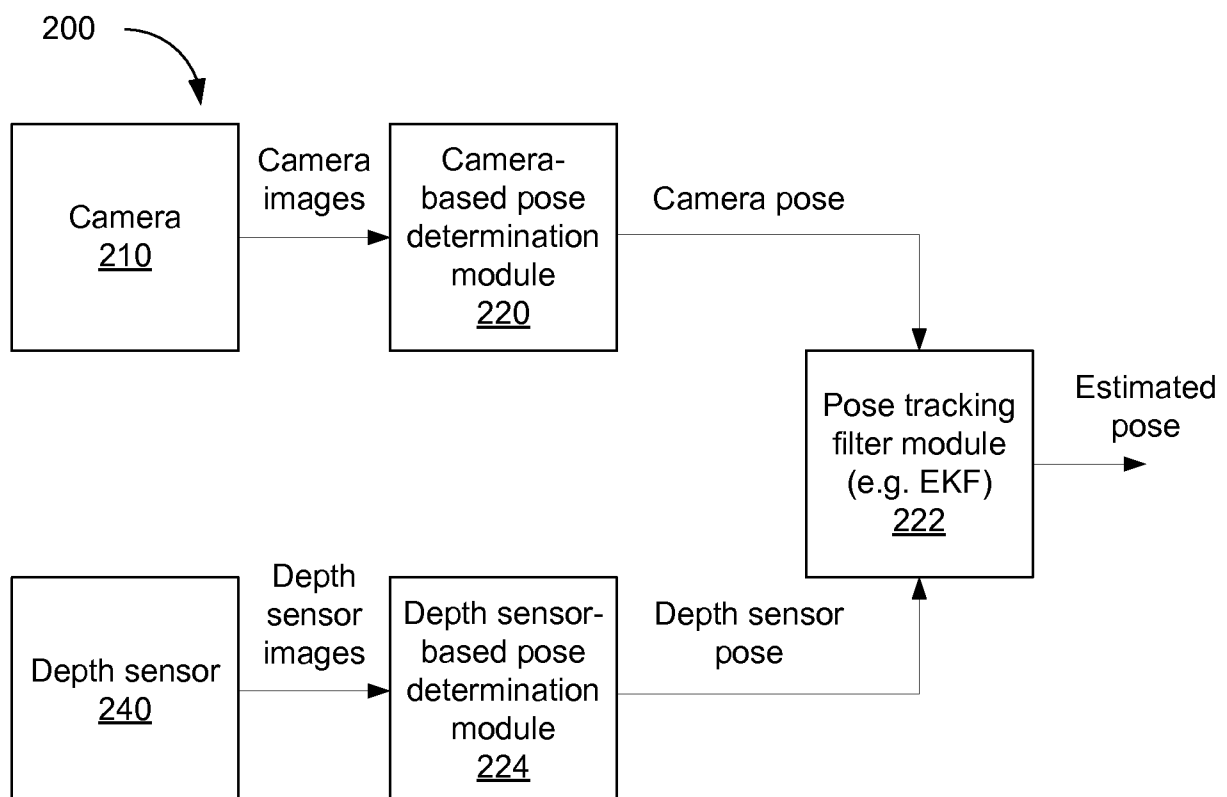 200
Camera
210
Camera
images
Camera-
based pose
determination
module
220
Camera pose
Pose tracking
filter module
(e.g. EKF)
222
Estimated
pose
Depth sensor
240
Depth
sensor
images
Depth sensor-
based pose
determination
module
224
Depth sensor
pose